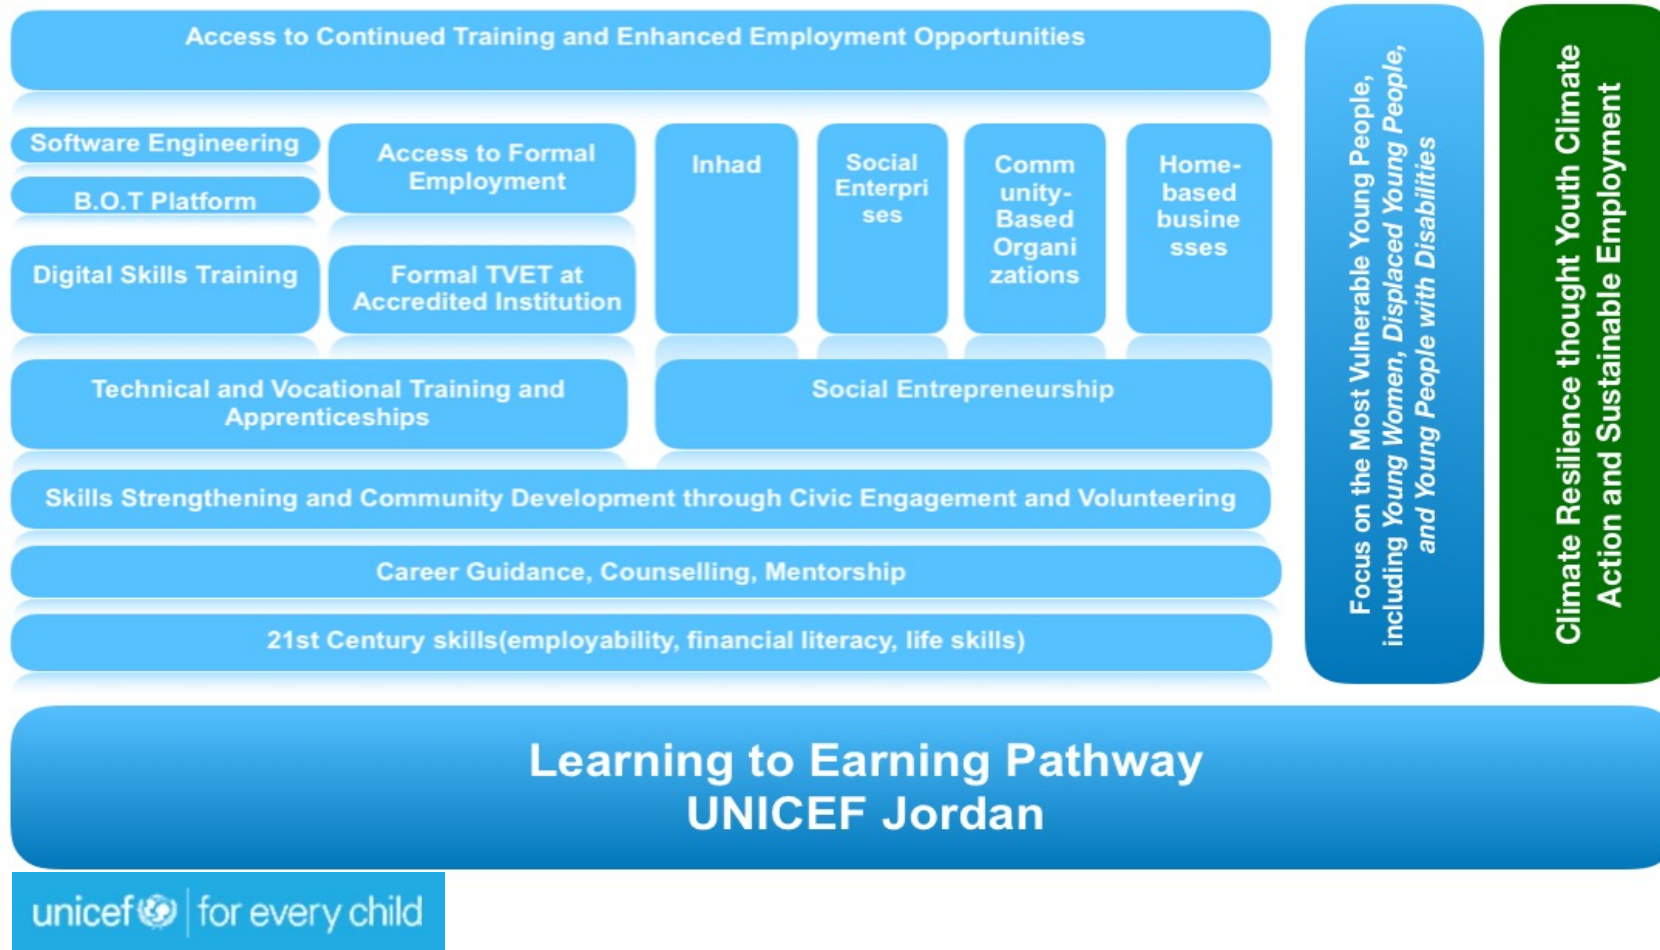 Access to Continued Training and Enhanced Employment Opportunities
Software Engineering
B.O.T Platform
Digital Skills Training
Access to Formal
Employment
Formal TVET at
Accredited Institution
Inhad
Social
Enterpri
ses
Comm
unity-
Based
Organi
zations
Home-
based
busine
sses
Technical and Vocational Training and
Apprenticeships
Social Entrepreneurship
Skills Strengthening and Community Development through Civic Engagement and Volunteering
Career Guidance, Counselling, Mentorship
21st Century skills(employability, financial literacy, life skills)
Focus on the Most Vulnerable Young People,
including Young Women, Displaced Young People,
and Young People with Disabilities
Climate Resilience thought Youth Climate
Action and Sustainable Employment
Learning to Earning Pathway
UNICEF Jordan
unicef for every child